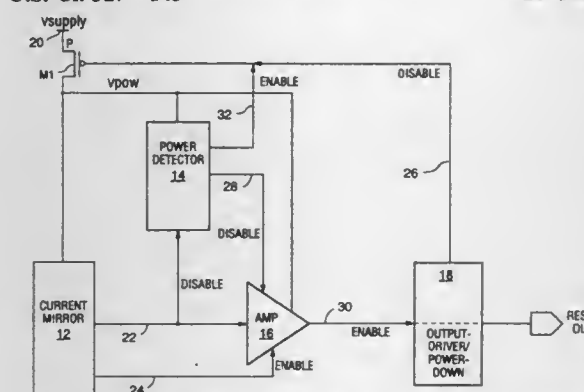 Vsupply
20
P
M1
Vpow
ENABLE
DISABLE
32
POWER
DETECTOR
14
28
26
DISABLE
DISABLE
18
CURRENT
MIRROR
12
22
AMP
16
30
ENABLE
OUTPUT-
DRIVER/
POWER-
DOWN
ENABLE
24